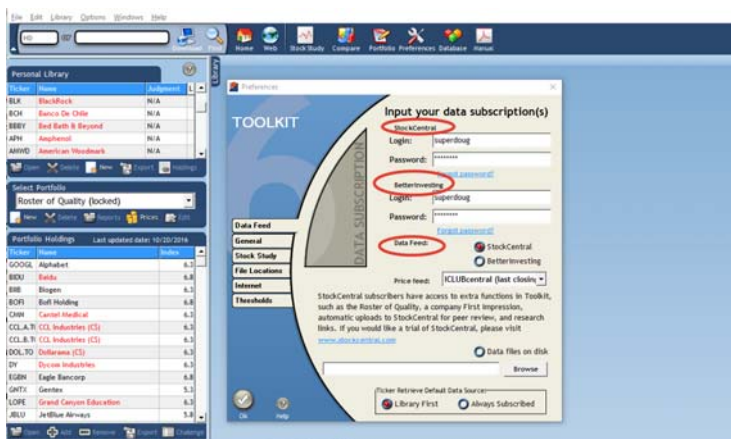 File Edit Library Options Windows Help
HD or
Download Find Home Web Stock Study Compare Portfolio Preferences Database Manual
Library
Personal Library
Ticker Name Judgment L
BLK BlackRock N/A
BCH Banco De Chile N/A
BBBY Bed Bath & Beyond N/A
APH Amphenol N/A
AMWD American Woodmark N/A
Open Delete New Export Holdings
Select Portfolio
Roster of Quality (locked)
New Delete Reports Prices Edit
Portfolio Holdings Last updated date: 10/20/2016
Ticker Name Index
GOOGL Alphabet 6.3
BIDU Baidu 6.8
BIIB Biogen 6.3
BOFI BofI Holding 6.8
CMN Cantel Medical 6.3
CCL.A.T CCL Industries (C$) 6.3
CCL.B.T CCL Industries (C$) 6.3
DOL.TO Dollarama (C$) 6.3
DY Dycom Industries 6.3
EGBN Eagle Bancorp 6.8
GNTX Gentex 5.3
LOPE Grand Canyon Education 6.3
JBLU JetBlue Airways 5.8
Open Add Remove Export Challenge
Preferences
TOOLKIT
6
DATA SUBSCRIPTION
Data Feed
General
Stock Study
File Locations
Internet
Thresholds
Ok Help
Input your data subscription(s)
StockCentral
Login: superdoug
Password: ********
Forgot password?
BetterInvesting
Login: superdoug
Password: ********
Forgot password?
Data Feed: StockCentral
BetterInvesting
Price feed: ICLUBcentral (last closing
StockCentral subscribers have access to extra functions in Toolkit,
such as the Roster of Quality, a company First Impression,
automatic uploads to StockCentral for peer review, and research
links. If you would like a trial of StockCentral, please visit
www.stockcentral.com
Data files on disk
Browse
Ticker Retrieve Default Data Source:
Library First Always Subscribed